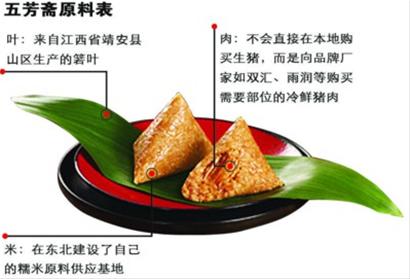 五芳斋原料表
叶：来自江西省靖安县
山区生产的箬叶
肉：不会直接在本地购
买生猪，而是向品牌厂
家如双汇、雨润等购买
需要部位的冷鲜猪肉
米：在东北建设了自己
的糯米原料供应基地